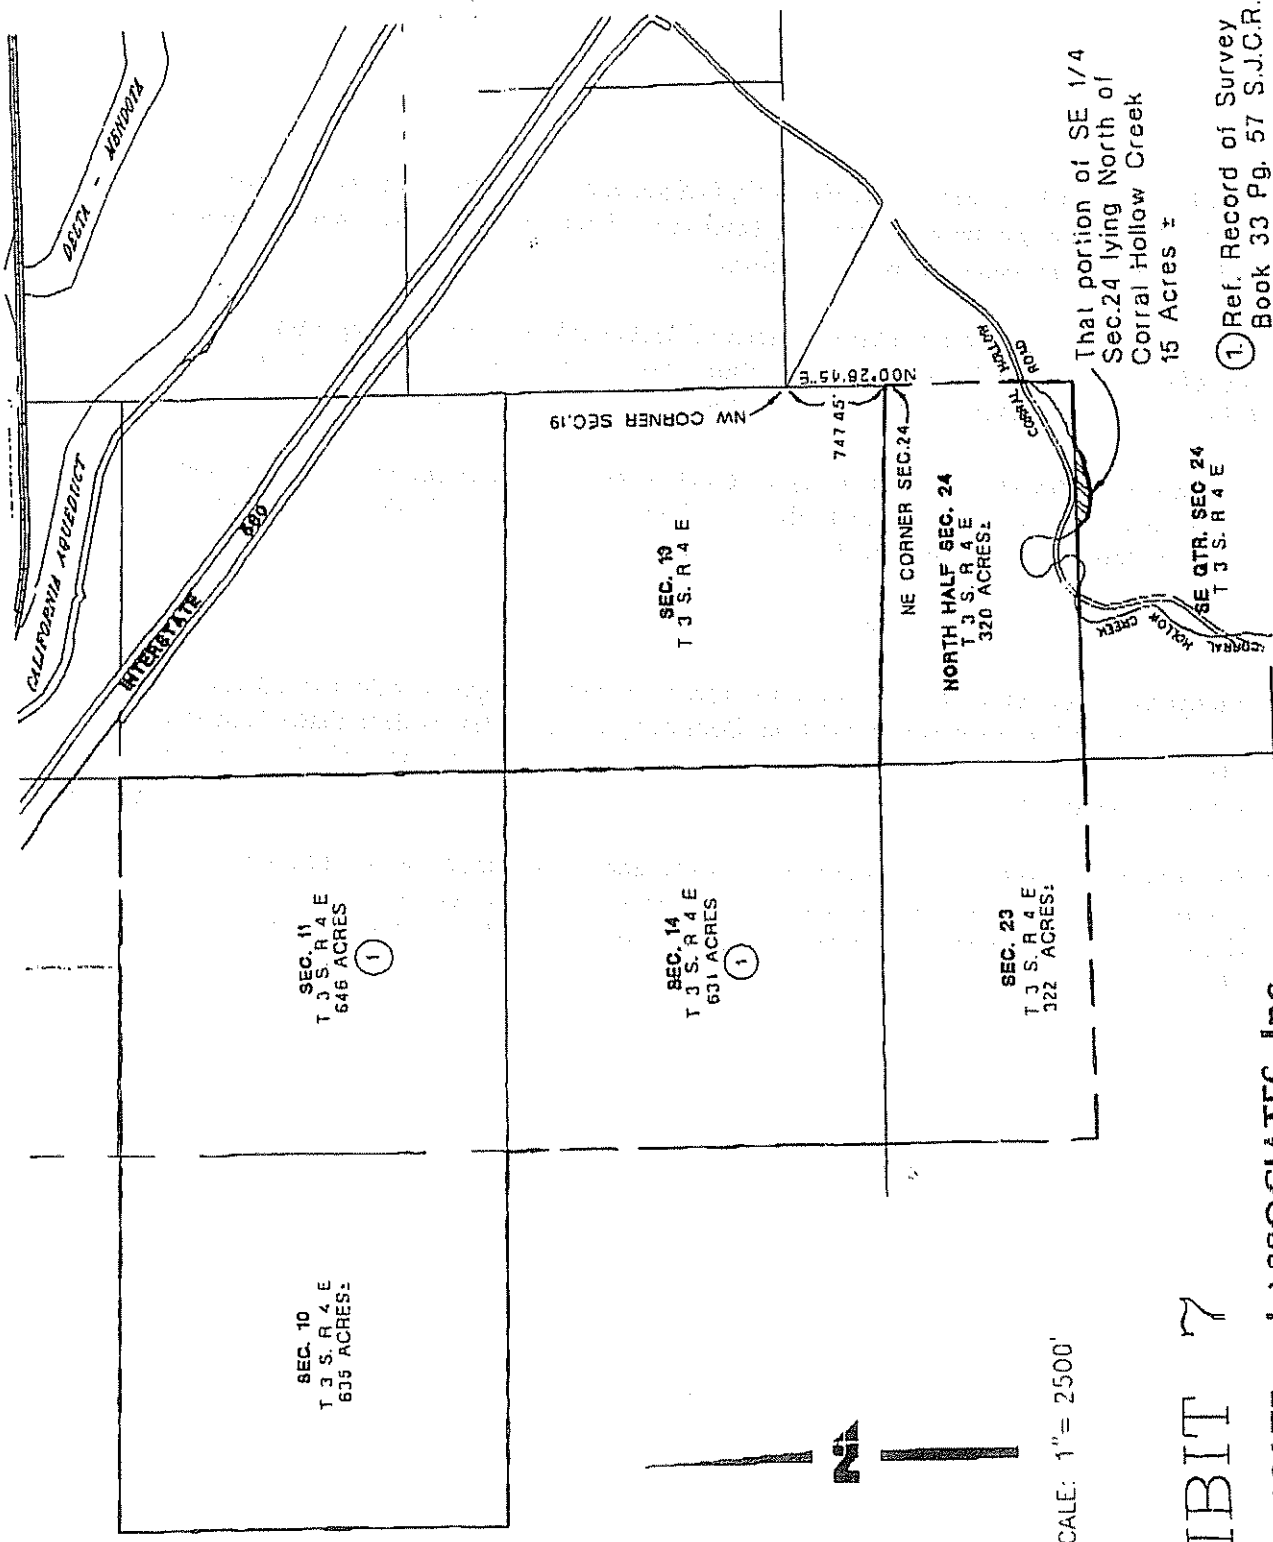 DELTA - MENDOTA
CALIFORNIA AQUEDUCT
INTERSTATE
580
SEC. 10
T 3 S. R 4 E
635 ACRES±
SEC. 11
T 3 S. R 4 E
646 ACRES
1
NW CORNER SEC.19
N00°28'45"E
747.45'
SEC. 14
T 3 S. R 4 E
631 ACRES
1
SEC. 13
T 3 S. R 4 E
NE CORNER SEC.24
SEC. 23
T 3 S. R 4 E
322 ACRES±
NORTH HALF SEC. 24
T 3 S. R 4 E
320 ACRES±
CORRAL HOLLOW
ROAD
CORRAL HOLLOW CREEK
SE QTR. SEC 24
T 3 S. R 4 E
That portion of SE 1/4
Sec.24 lying North of
Corral Hollow Creek
15 Acres ±
1. Ref. Record of Survey
Book 33 Pg. 57 S.J.C.R.
N
CALE: 1"= 2500'
IBIT 7
ASSOCIATES, Inc.